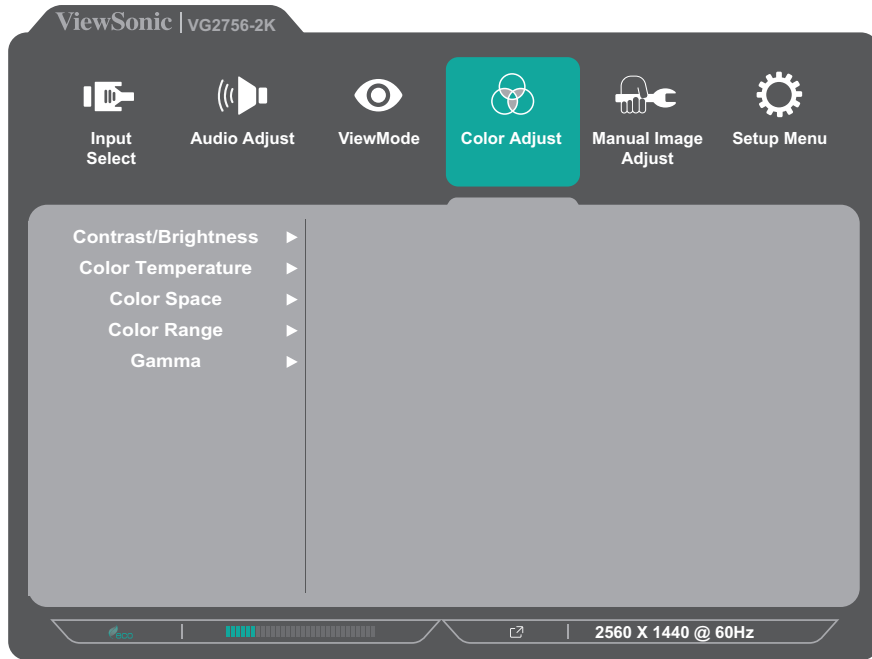 ViewSonic | VG2756-2K
Input
Select
Audio Adjust
ViewMode
Color Adjust
Manual Image
Adjust
Setup Menu
Contrast/Brightness
Color Temperature
Color Space
Color Range
Gamma
eco
2560 X 1440 @ 60Hz